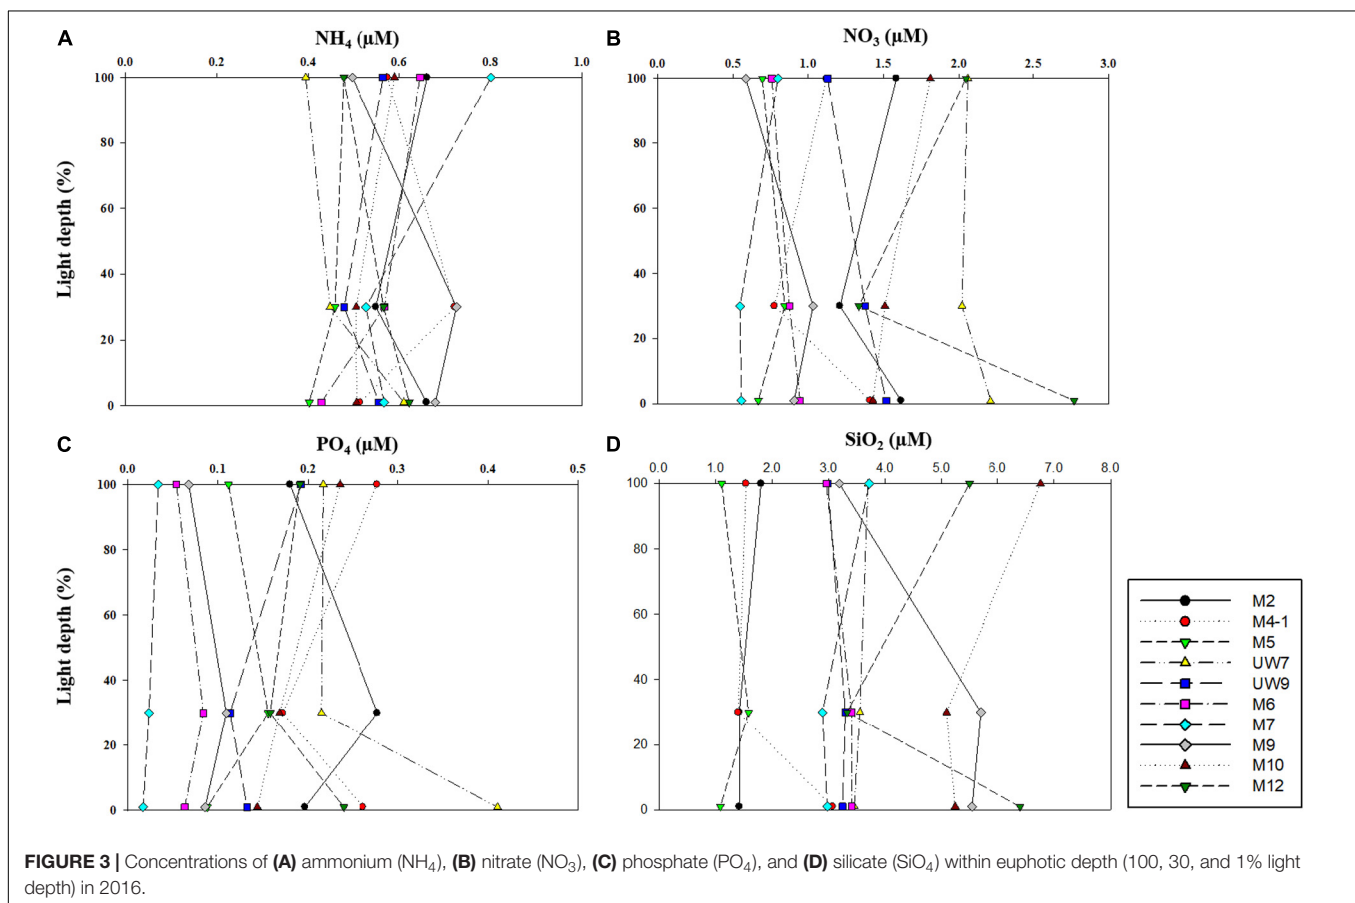 A
NH4 (µM)
0.0 0.2 0.4 0.6 0.8 1.0
Light depth (%)
100
80
60
40
20
0
B
NO3 (µM)
0.0 0.5 1.0 1.5 2.0 2.5 3.0
100
80
60
40
20
0
C
PO4 (µM)
0.0 0.1 0.2 0.3 0.4 0.5
Light depth (%)
100
80
60
40
20
0
D
SiO2 (µM)
0.0 1.0 2.0 3.0 4.0 5.0 6.0 7.0 8.0
100
80
60
40
20
0
M2
M4-1
M5
UW7
UW9
M6
M7
M9
M10
M12
FIGURE 3 | Concentrations of (A) ammonium (NH4), (B) nitrate (NO3), (C) phosphate (PO4), and (D) silicate (SiO4) within euphotic depth (100, 30, and 1% light
depth) in 2016.